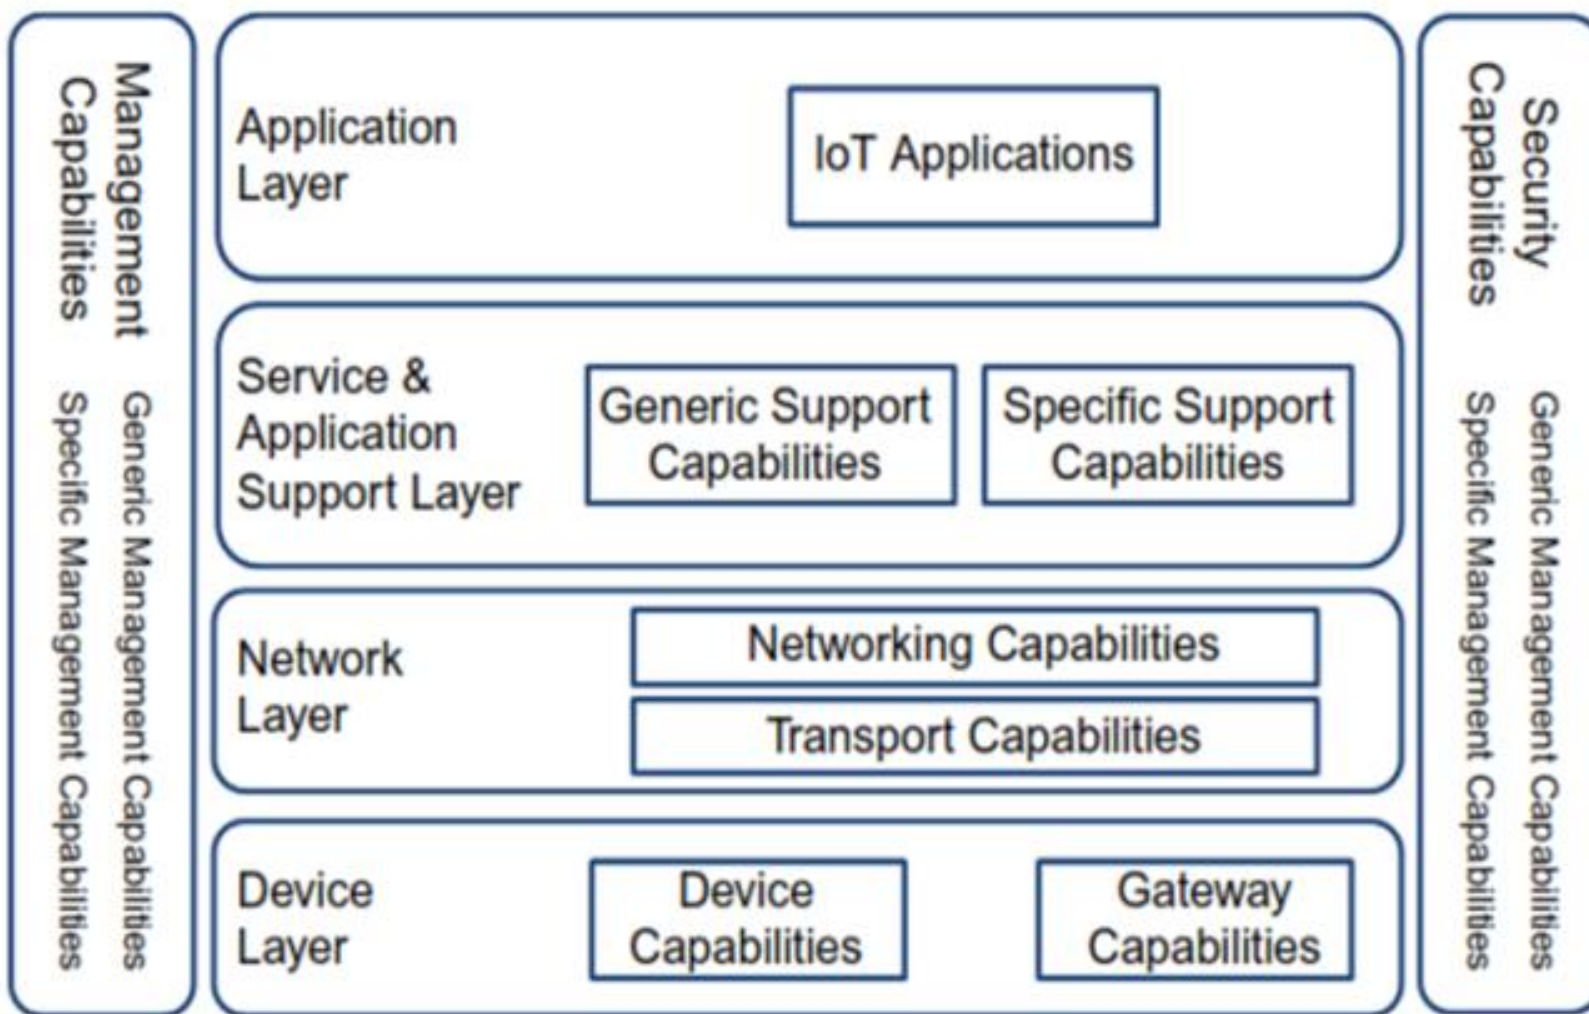 Management
Capabilities
Generic Management Capabilities
Specific Management Capabilities
Application
Layer
IoT Applications
Service &
Application
Support Layer
Generic Support
Capabilities
Specific Support
Capabilities
Network
Layer
Networking Capabilities
Transport Capabilities
Device
Layer
Device
Capabilities
Gateway
Capabilities
Security
Capabilities
Generic Management Capabilities
Specific Management Capabilities